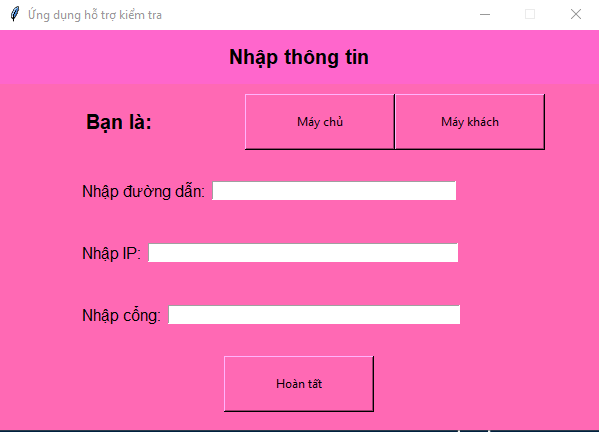 Ứng dụng hỗ trợ kiểm tra
Nhập thông tin
Bạn là:
Máy chủ
Máy khách
Nhập đường dẫn:
Nhập IP:
Nhập cổng:
Hoàn tất